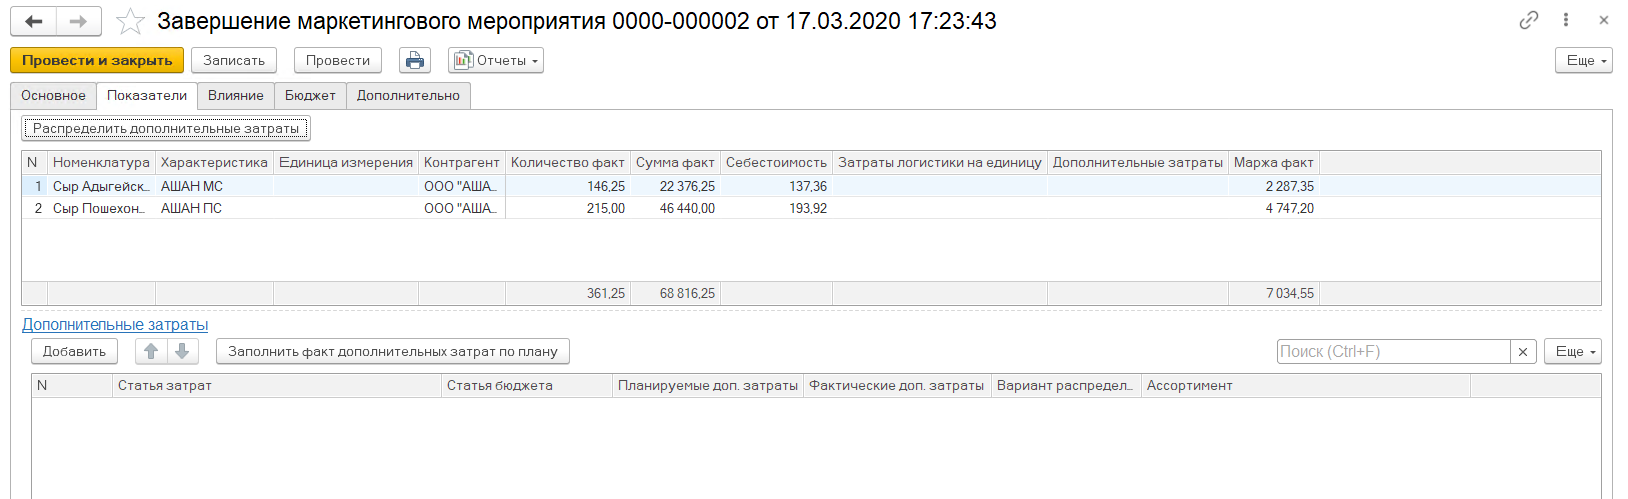 Завершение маркетингового мероприятия 0000-000002 от 17.03.2020 17:23:43
Провести и закрыть Записать Провести Отчеты Еще
Основное Показатели Влияние Бюджет Дополнительно
Распределить дополнительные затраты
N Номенклатура Характеристика Единица измерения Контрагент Количество факт Сумма факт Себестоимость Затраты логистики на единицу Дополнительные затраты Маржа факт
1 Сыр Адыгейск... АШАН МС ООО "АША... 146,25 22 376,25 137,36 2 287,35
2 Сыр Пошехон... АШАН ПС ООО "АША... 215,00 46 440,00 193,92 4 747,20
361,25 68 816,25 7 034,55
Дополнительные затраты
Добавить Заполнить факт дополнительных затрат по плану Поиск (Ctrl+F) × Еще
N Статья затрат Статья бюджета Планируемые доп. затраты Фактические доп. затраты Вариант распредел... Ассортимент